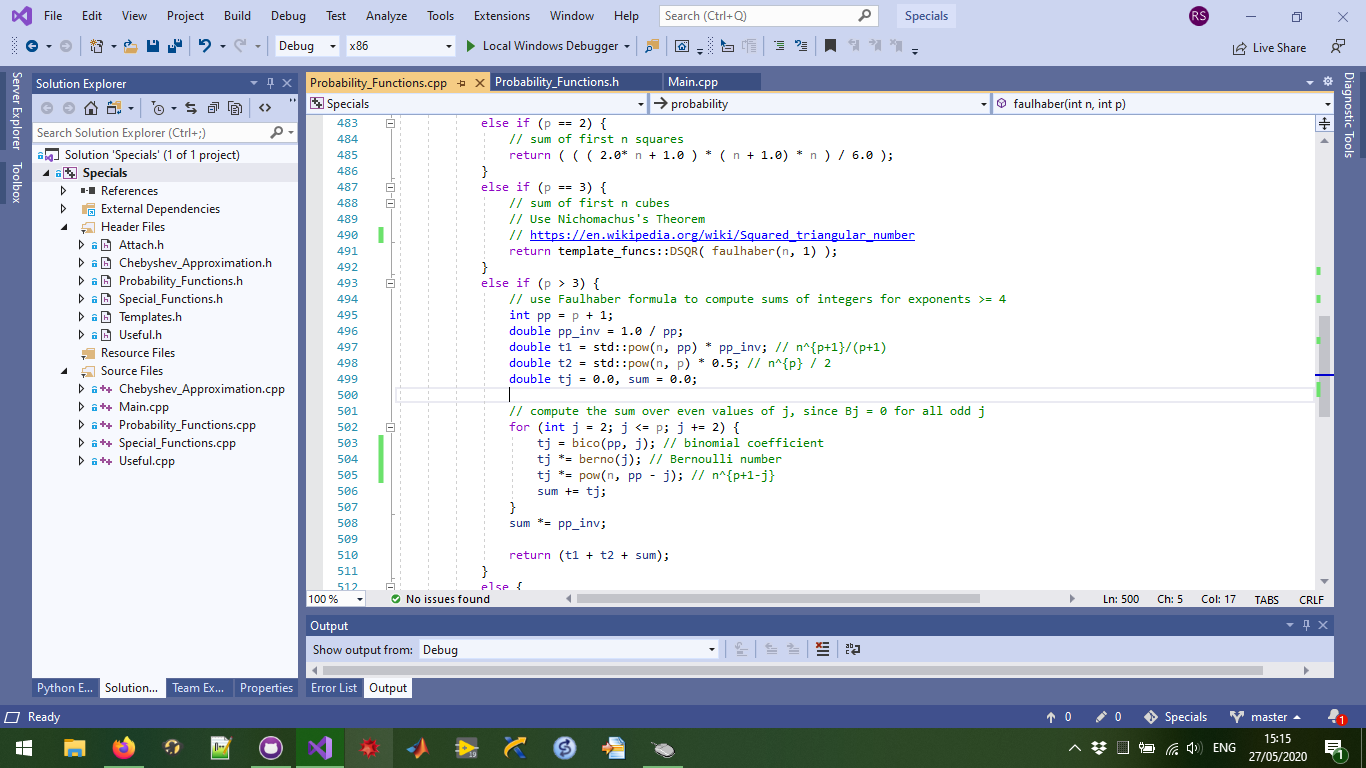 File Edit View Project Build Debug Test Analyze Tools Extensions Window Help Search (Ctrl+Q) Specials RS
Debug x86 Local Windows Debugger Live Share
Server Explorer
Toolbox
Solution Explorer
Search Solution Explorer (Ctrl+;)
Solution 'Specials' (1 of 1 project)
Specials
References
External Dependencies
Header Files
Attach.h
Chebyshev_Approximation.h
Probability_Functions.h
Special_Functions.h
Templates.h
Useful.h
Resource Files
Source Files
Chebyshev_Approximation.cpp
Main.cpp
Probability_Functions.cpp
Special_Functions.cpp
Useful.cpp
Python E... Solution... Team Ex... Properties
Probability_Functions.cpp Probability_Functions.h Main.cpp
Specials probability faulhaber(int n, int p)
483 else if (p == 2) {
484 // sum of first n squares
485 return ( ( ( 2.0* n + 1.0 ) * ( n + 1.0) * n ) / 6.0 );
486 }
487 else if (p == 3) {
488 // sum of first n cubes
489 // Use Nichomachus's Theorem
490 // https://en.wikipedia.org/wiki/Squared_triangular_number
491 return template_funcs::DSQR( faulhaber(n, 1) );
492 }
493 else if (p > 3) {
494 // use Faulhaber formula to compute sums of integers for exponents >= 4
495 int pp = p + 1;
496 double pp_inv = 1.0 / pp;
497 double t1 = std::pow(n, pp) * pp_inv; // n^{p+1}/(p+1)
498 double t2 = std::pow(n, p) * 0.5; // n^{p} / 2
499 double tj = 0.0, sum = 0.0;
500
501 // compute the sum over even values of j, since Bj = 0 for all odd j
502 for (int j = 2; j <= p; j += 2) {
503 tj = bico(pp, j); // binomial coefficient
504 tj *= berno(j); // Bernoulli number
505 tj *= pow(n, pp - j); // n^{p+1-j}
506 sum += tj;
507 }
508 sum *= pp_inv;
509
510 return (t1 + t2 + sum);
511 }
512 else {
100 % No issues found Ln: 500 Ch: 5 Col: 17 TABS CRLF
Output
Show output from: Debug
Error List Output
Diagnostic Tools
Ready 0 0 Specials master 1
ENG 15:15
27/05/2020 1